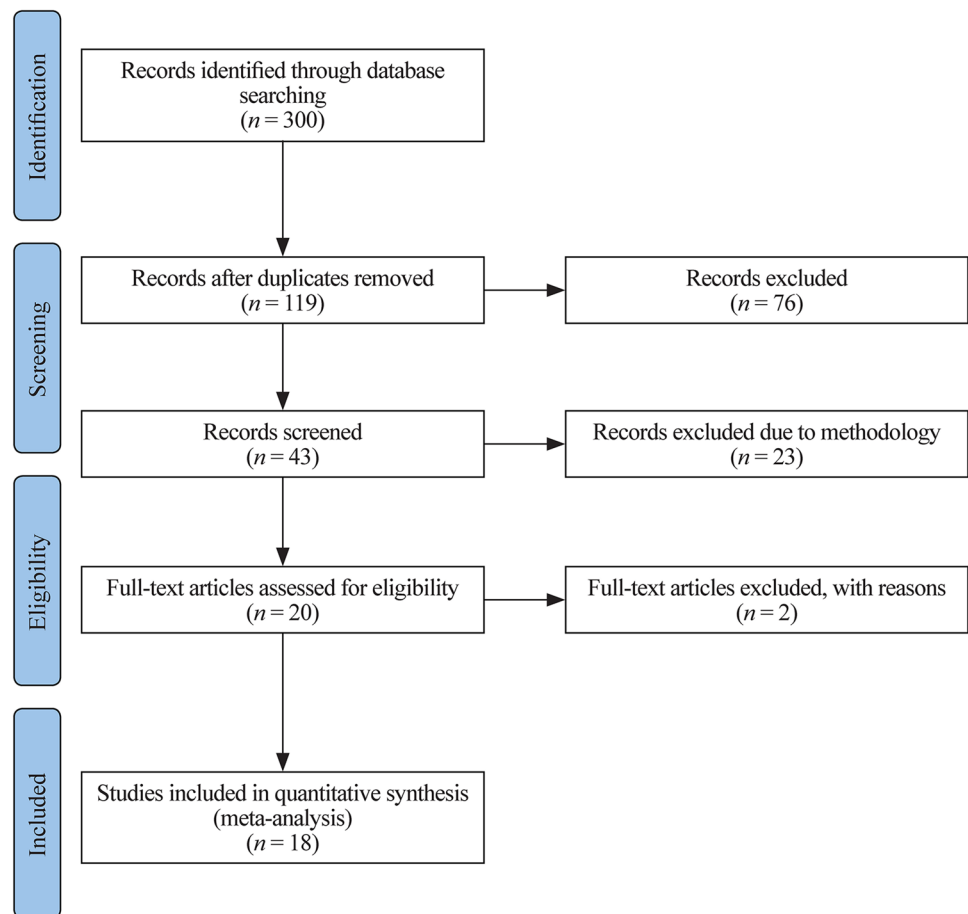 Identification
Records identified through database
searching
(n = 300)
Screening
Records after duplicates removed
(n = 119)
Records excluded
(n = 76)
Records screened
(n = 43)
Records excluded due to methodology
(n = 23)
Eligibility
Full-text articles assessed for eligibility
(n = 20)
Full-text articles excluded, with reasons
(n = 2)
Included
Studies included in quantitative synthesis
(meta-analysis)
(n = 18)